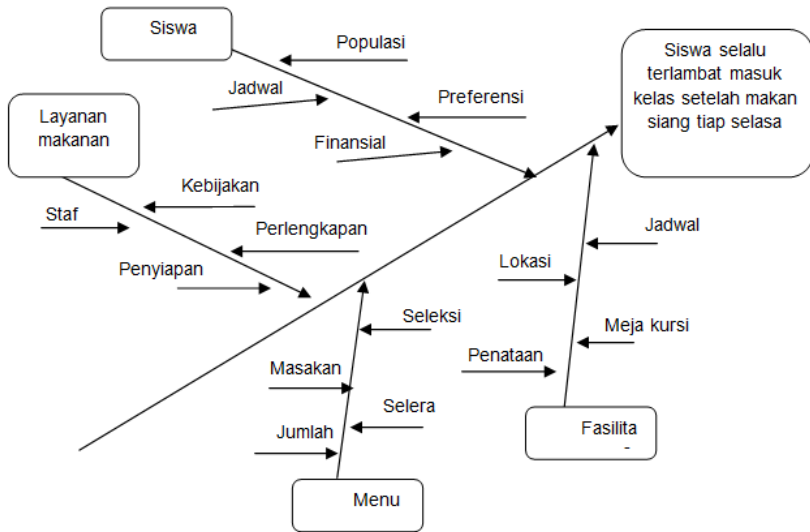 Siswa
Populasi
Jadwal
Preferensi
Finansial
Siswa selalu
terlambat masuk
kelas setelah makan
siang tiap selasa
Layanan
makanan
Kebijakan
Staf
Perlengkapan
Penyiapan
Jadwal
Lokasi
Meja kursi
Penataan
Fasilita
Seleksi
Masakan
Selera
Jumlah
Menu